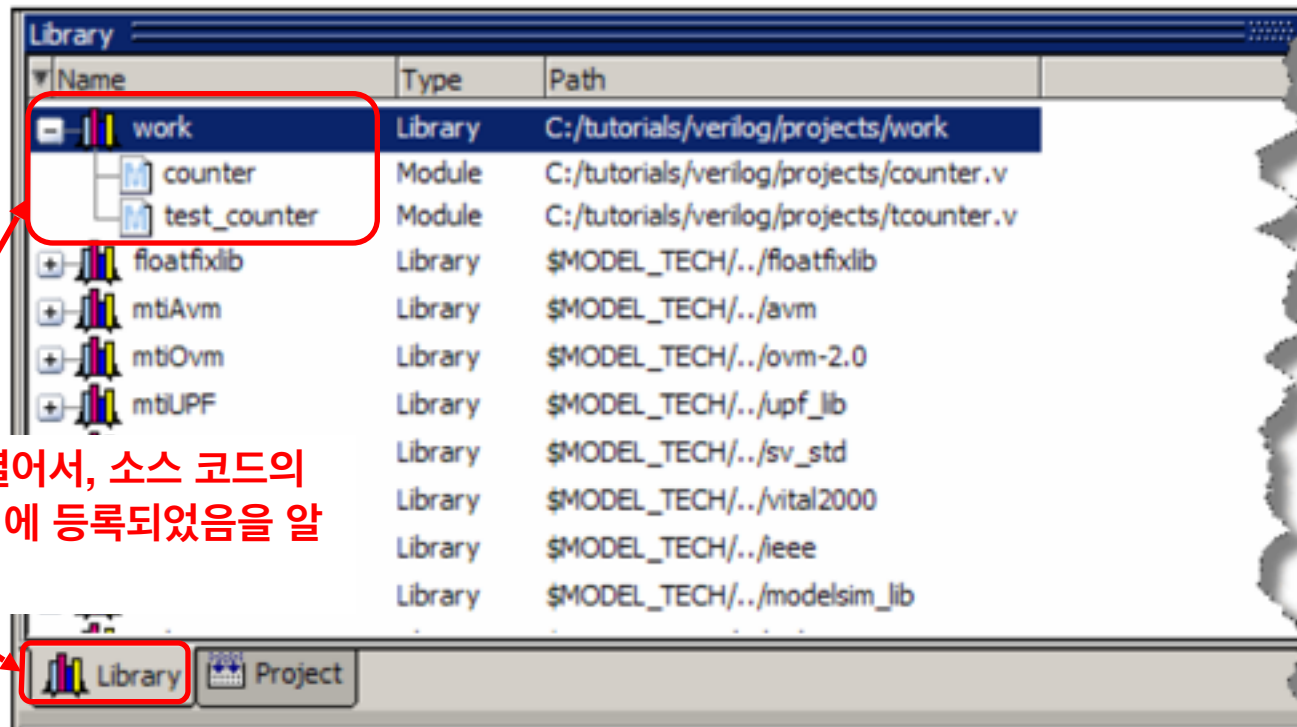 Library
Name Type Path
work Library C:/tutorials/verilog/projects/work
counter Module C:/tutorials/verilog/projects/counter.v
test_counter Module C:/tutorials/verilog/projects/tcounter.v
floatfixlib Library $MODEL_TECH/../floatfixlib
mtiAvm Library $MODEL_TECH/../avm
mtiOvm Library $MODEL_TECH/../ovm-2.0
mtiUPF Library $MODEL_TECH/../upf_lib
Library $MODEL_TECH/../sv_std
Library $MODEL_TECH/../vital2000
Library $MODEL_TECH/../ieee
Library $MODEL_TECH/../modelsim_lib
열어서, 소스 코드의
에 등록되었음을 알
Library Project